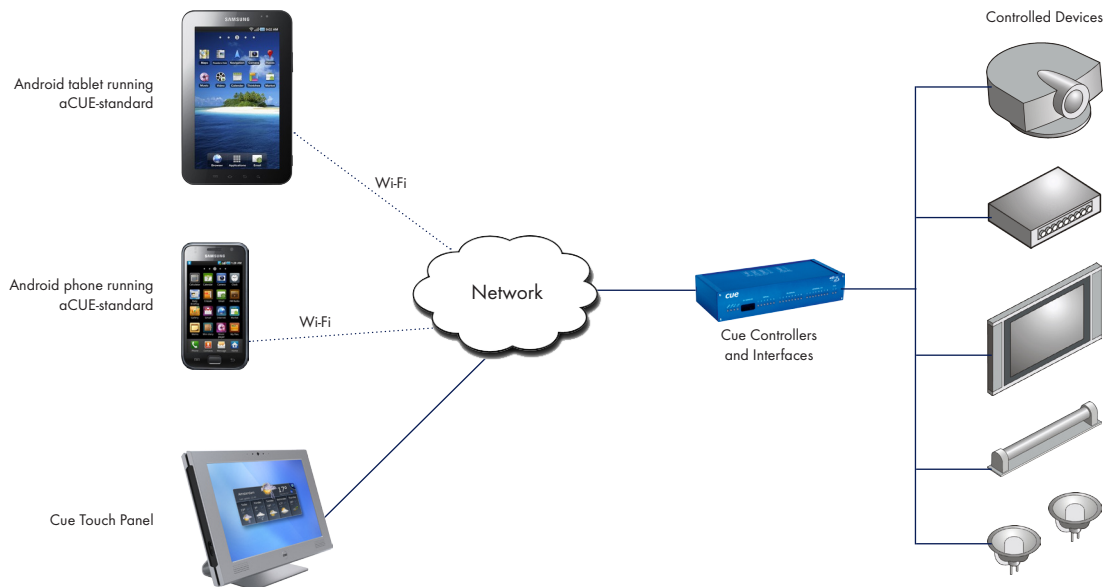 Controlled Devices
SAMSUNG
Android tablet running
aCUE-standard
Wi-Fi
SAMSUNG
Android phone running
aCUE-standard
Wi-Fi
Network
cue
Cue Controllers
and Interfaces
Cue Touch Panel